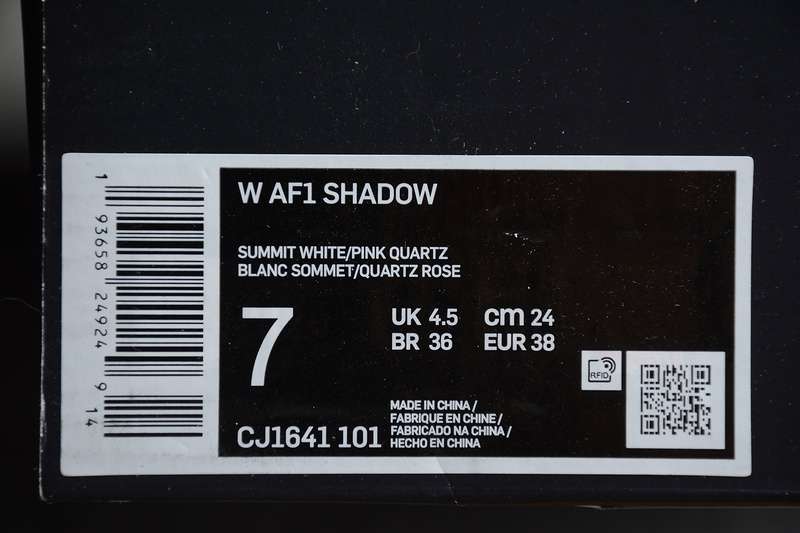 1 93658 24924 9 14
W AF1 SHADOW
SUMMIT WHITE/PINK QUARTZ
BLANC SOMMET/QUARTZ ROSE
7
UK 4.5 cm 24
BR 36 EUR 38
RFID
CJ1641 101
MADE IN CHINA /
FABRIQUE EN CHINE /
FABRICADO NA CHINA /
HECHO EN CHINA